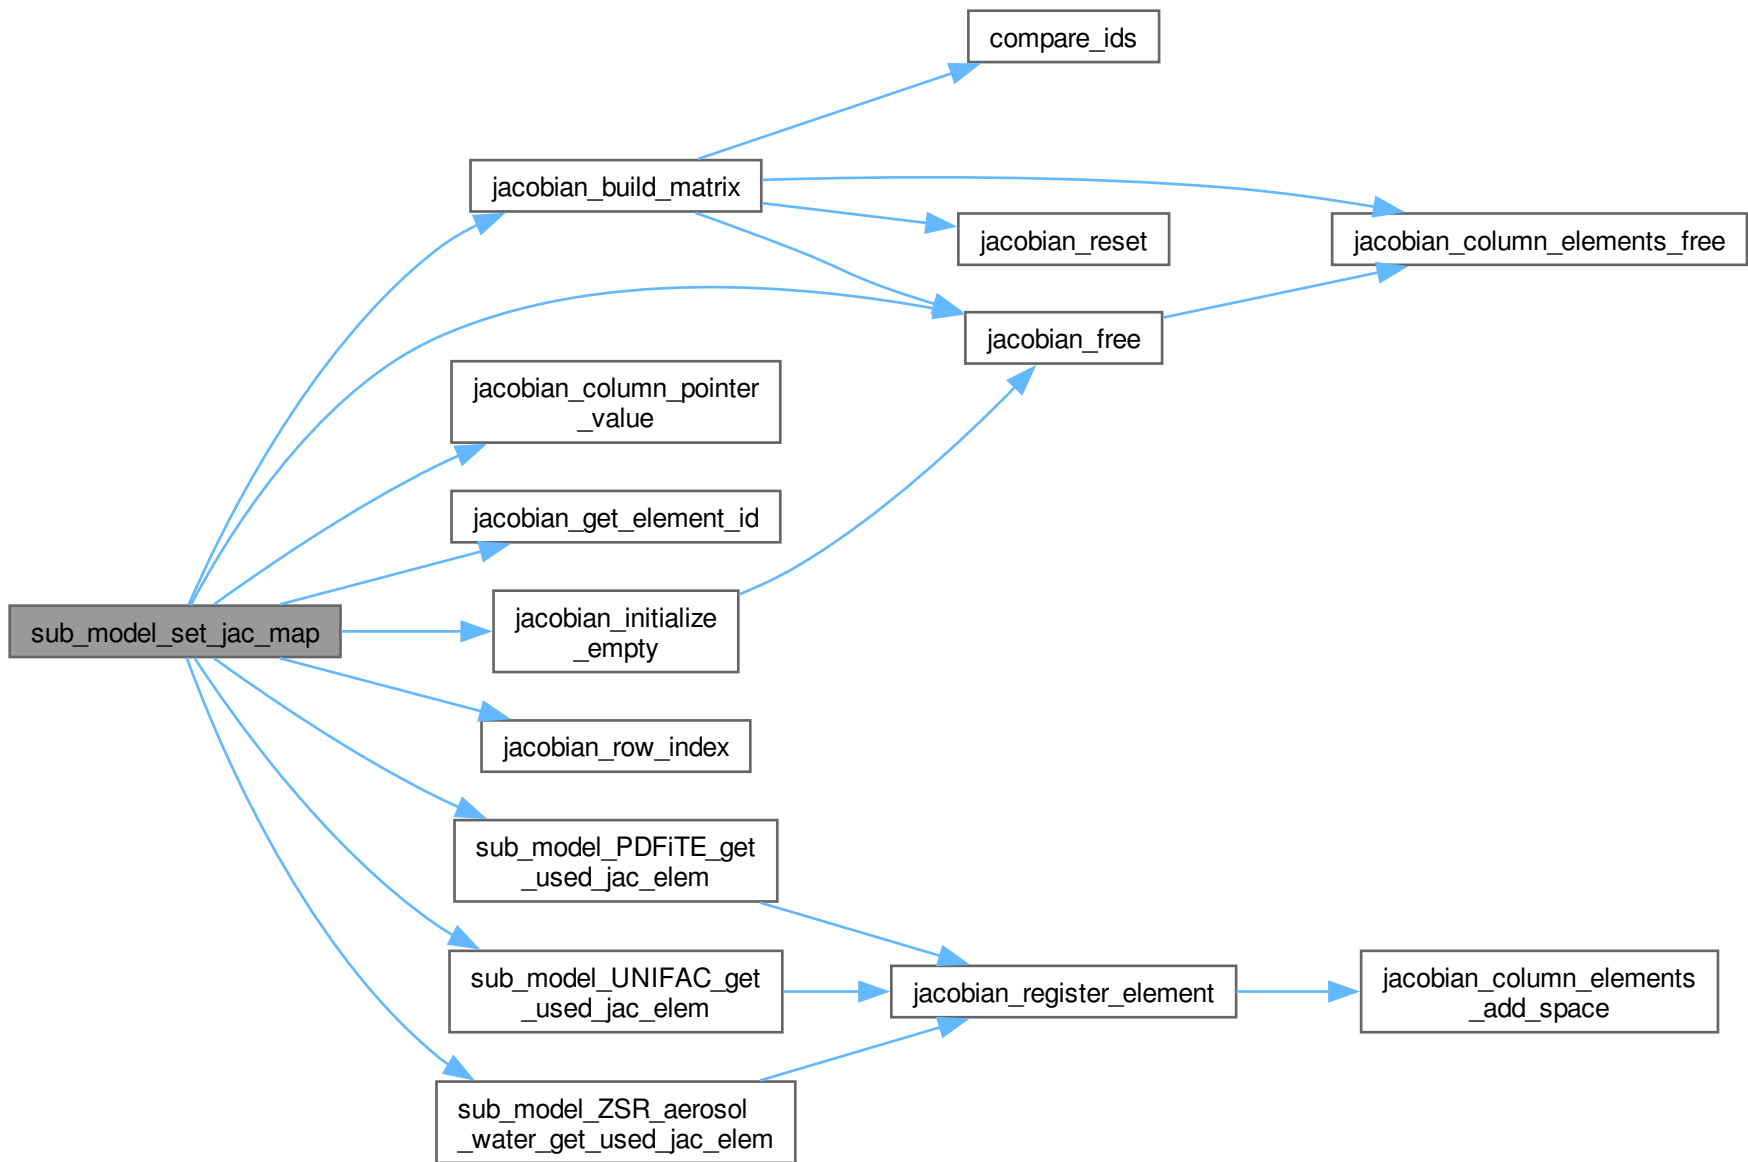 compare_ids
jacobian_build_matrix
jacobian_reset
jacobian_column_elements_free
jacobian_free
jacobian_column_pointer
_value
jacobian_get_element_id
sub_model_set_jac_map
jacobian_initialize
_empty
jacobian_row_index
sub_model_PDFiTE_get
_used_jac_elem
sub_model_UNIFAC_get
_used_jac_elem
jacobian_register_element
jacobian_column_elements
_add_space
sub_model_ZSR_aerosol
_water_get_used_jac_elem